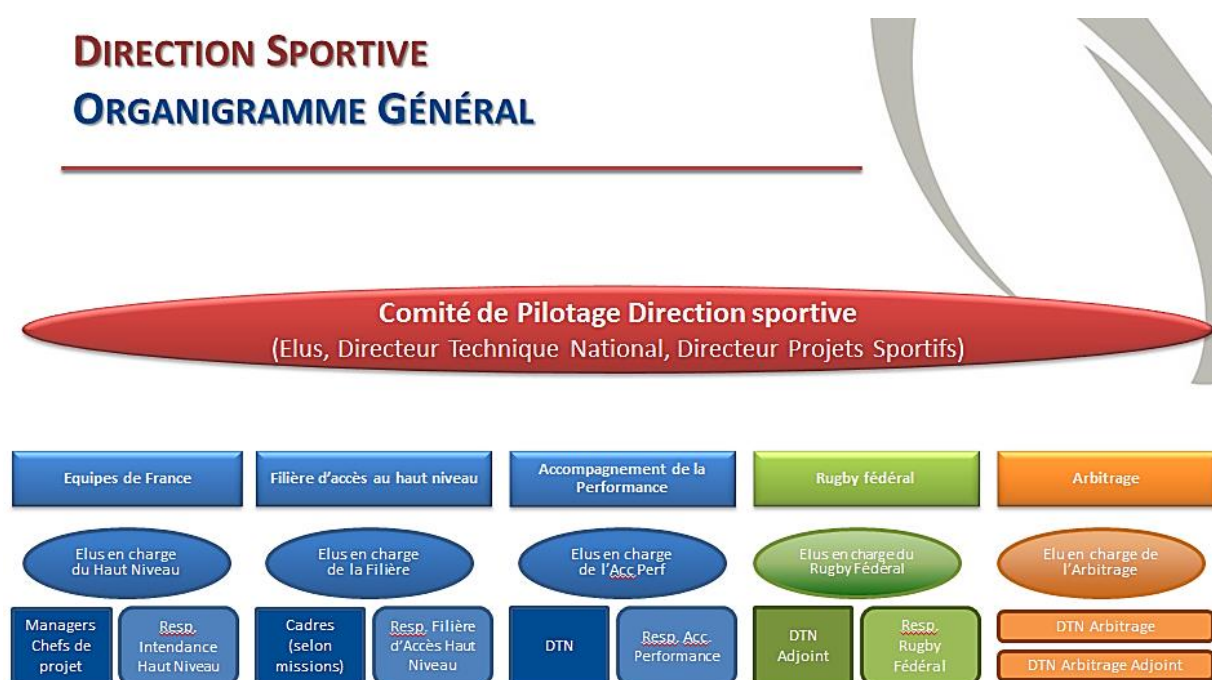 DIRECTION SPORTIVE
ORGANIGRAMME GÉNÉRAL
Comité de Pilotage Direction sportive
(Elus, Directeur Technique National, Directeur Projets Sportifs)
Equipes de France
Filière d'accès au haut niveau
Accompagnement de la
Performance
Rugby fédéral
Arbitrage
Elus en charge
du Haut Niveau
Elus en charge
de la Filière
Elus en charge
de l'Acc Perf
Elus en charge du
Rugby Fédéral
Elu en charge de
l'Arbitrage
Managers
Chefs de
projet
Resp.
Intendance
Haut Niveau
Cadres
(selon
missions)
Resp. Filière
d'Accès Haut
Niveau
DTN
Resp. Acc.
Performance
DTN
Adjoint
Resp.
Rugby
Fédéral
DTN Arbitrage
DTN Arbitrage Adjoint